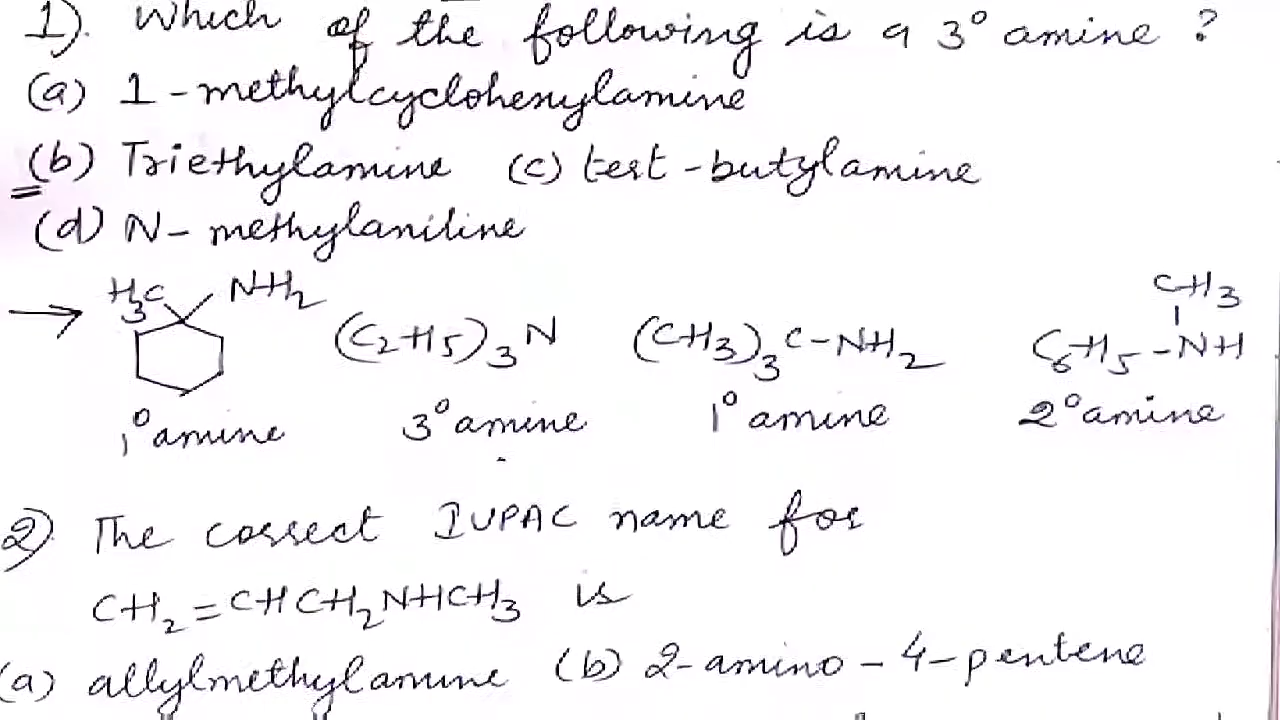 1). Which of the following is a 3° amine?
(a) 1-methylcyclohexylamine
(b) Triethylamine (c) tert-butylamine
(d) N-methylaniline
→ H3C NH2 (C2H5)3N (CH3)3C-NH2 C6H5-NH CH3
1° amine 3° amine 1° amine 2° amine
2) The correct IUPAC name for
CH2=CHCH2NHCH3 is
(a) allylmethylamine (b) 2-amino-4-pentene